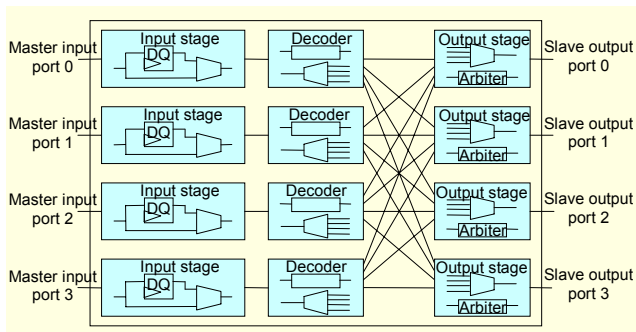 Master input
port 0
Input stage
DQ
Decoder
Output stage
Arbiter
Slave output
port 0
Master input
port 1
Input stage
DQ
Decoder
Output stage
Arbiter
Slave output
port 1
Master input
port 2
Input stage
DQ
Decoder
Output stage
Arbiter
Slave output
port 2
Master input
port 3
Input stage
DQ
Decoder
Output stage
Arbiter
Slave output
port 3